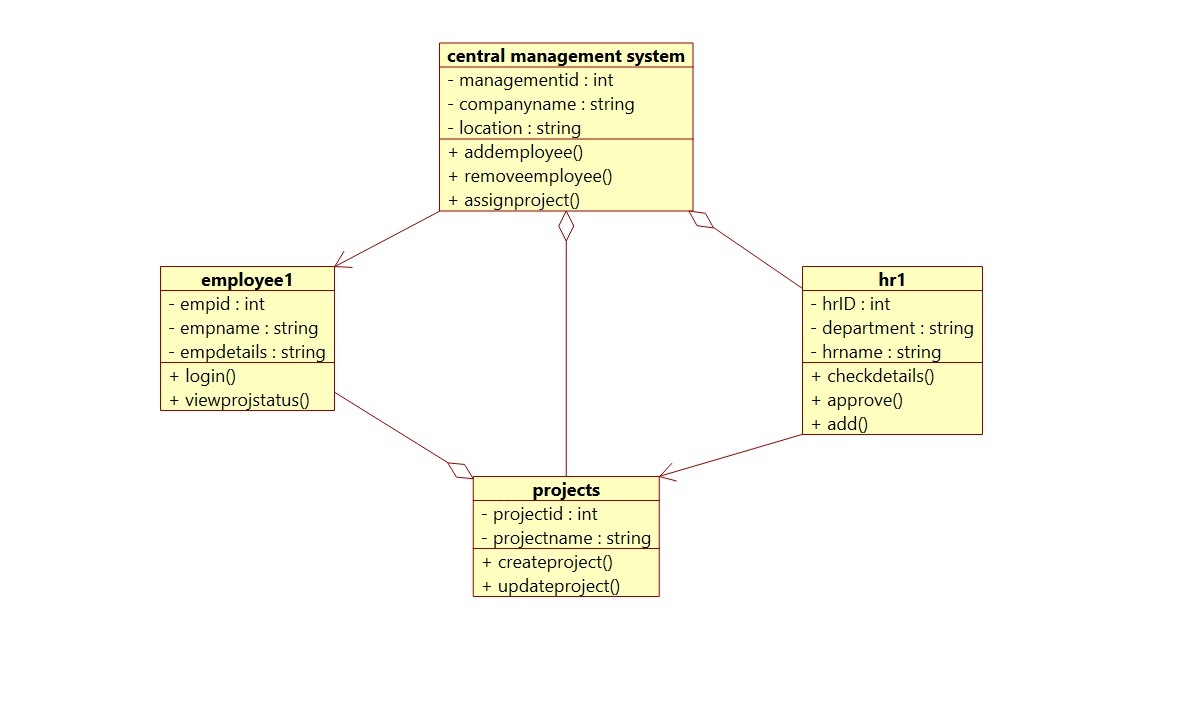 central management system
- managementid : int
- companyname : string
- location : string
+ addemployee()
+ removeemployee()
+ assignproject()
employee1
- empid : int
- empname : string
- empdetails : string
+ login()
+ viewprojstatus()
hr1
- hrID : int
- department : string
- hrname : string
+ checkdetails()
+ approve()
+ add()
projects
- projectid : int
- projectname : string
+ createproject()
+ updateproject()